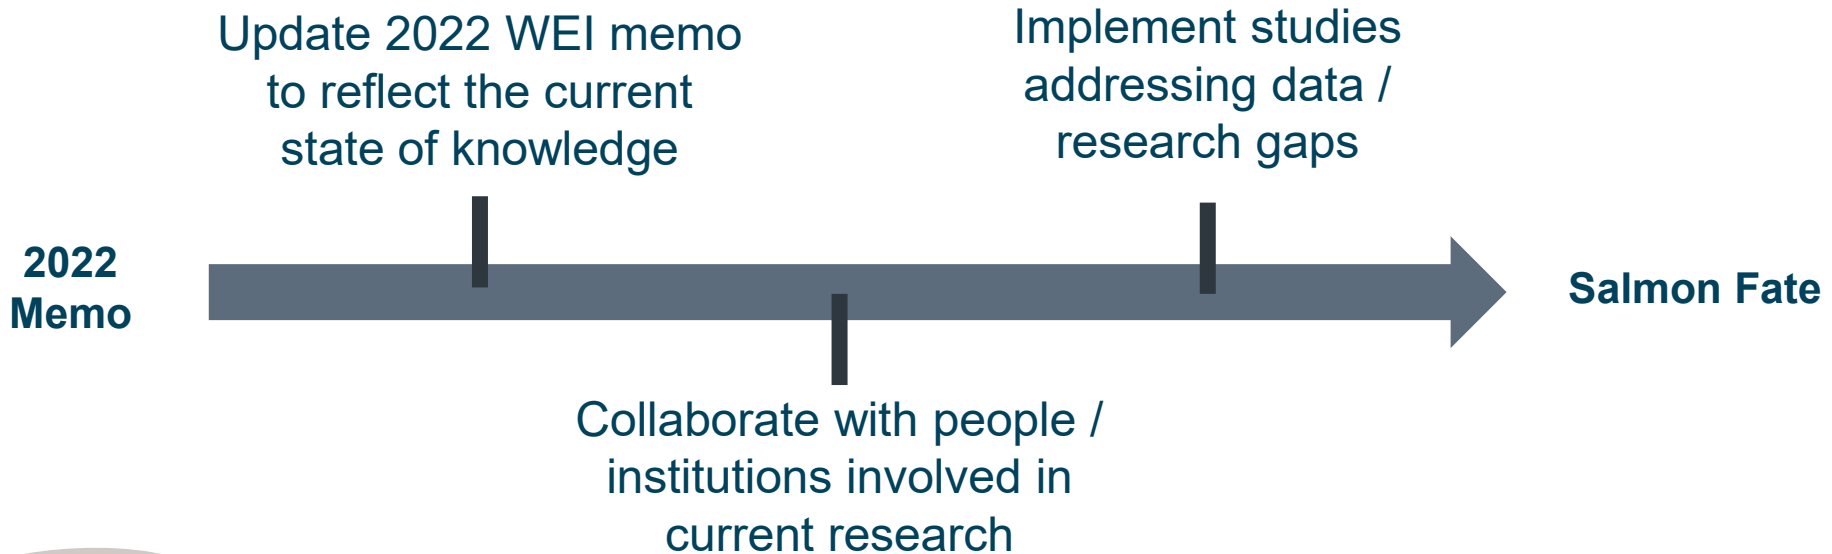 Update 2022 WEI memo
to reflect the current
state of knowledge
Implement studies
addressing data /
research gaps
2022
Memo
Salmon Fate
Collaborate with people /
institutions involved in
current research